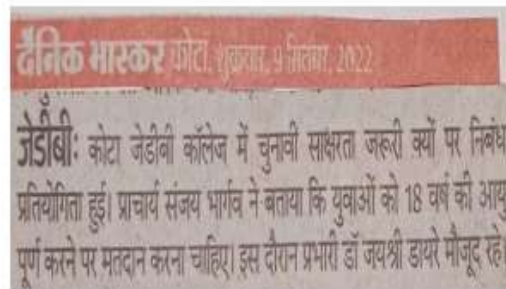 दैनिक भास्कर कोटा, शुक्रवार, 9 सितंबर, 2022
जेडीबीः कोटा जेडीबी कॉलेज में चुनावी साक्षरता जरूरी क्यों पर निबंध
प्रतियोगिता हुई। प्राचार्य संजय भार्गव ने बताया कि युवाओं को 18 वर्ष की आयु
पूर्ण करने पर मतदान करना चाहिए। इस दौरान प्रभारी डॉ जयश्री डायरे मौजूद रहे।